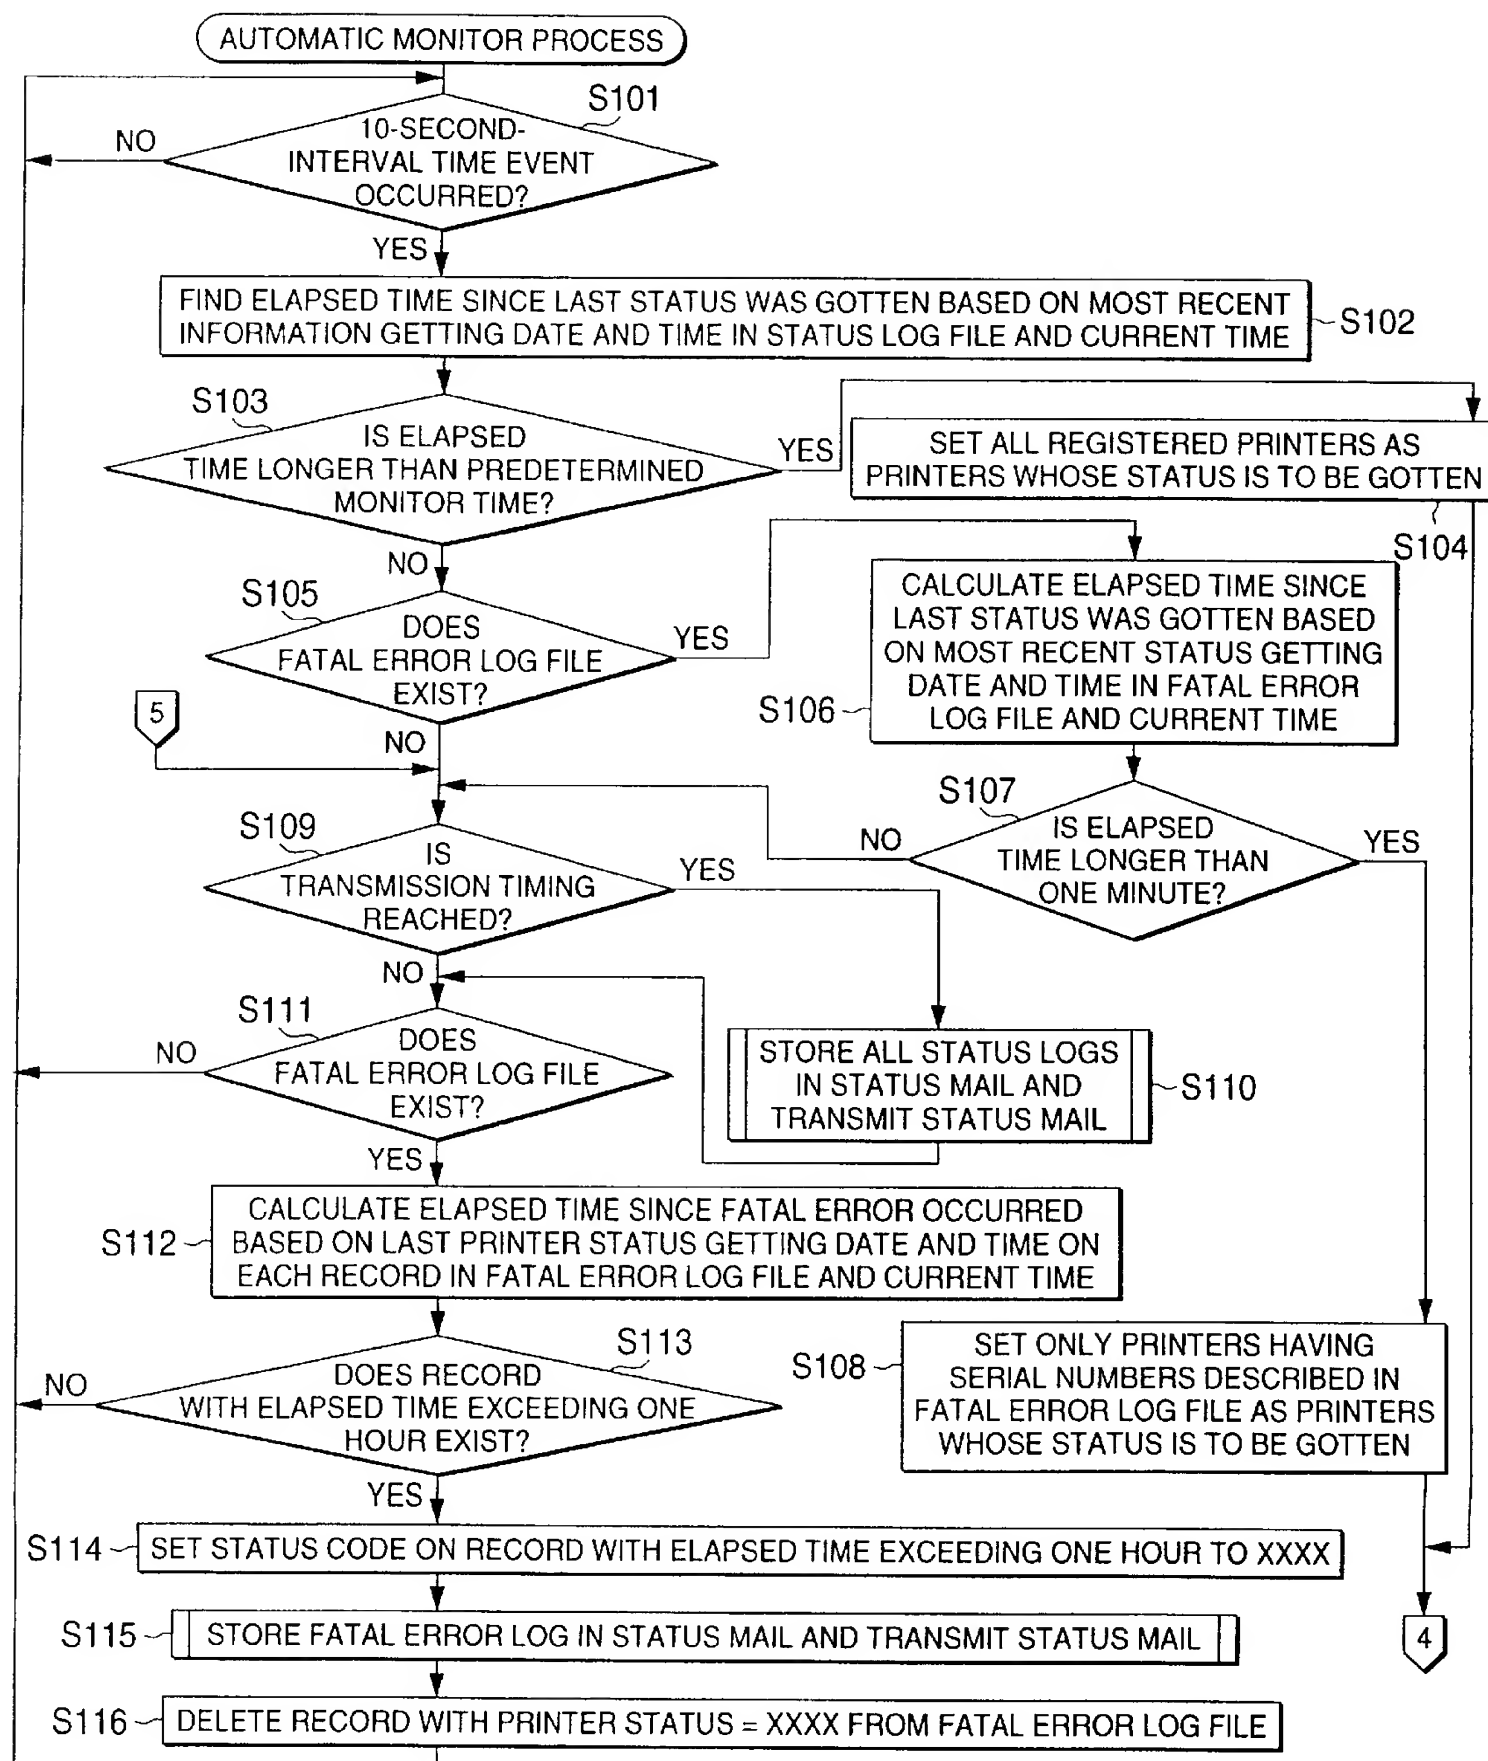 AUTOMATIC MONITOR PROCESS
S101
10-SECOND-
INTERVAL TIME EVENT
OCCURRED?
NO
YES
FIND ELAPSED TIME SINCE LAST STATUS WAS GOTTEN BASED ON MOST RECENT
INFORMATION GETTING DATE AND TIME IN STATUS LOG FILE AND CURRENT TIME
S102
S103
IS ELAPSED
TIME LONGER THAN PREDETERMINED
MONITOR TIME?
YES
NO
SET ALL REGISTERED PRINTERS AS
PRINTERS WHOSE STATUS IS TO BE GOTTEN
S104
S105
DOES
FATAL ERROR LOG FILE
EXIST?
YES
NO
CALCULATE ELAPSED TIME SINCE
LAST STATUS WAS GOTTEN BASED
ON MOST RECENT STATUS GETTING
DATE AND TIME IN FATAL ERROR
LOG FILE AND CURRENT TIME
S106
5
S107
IS ELAPSED
TIME LONGER THAN
ONE MINUTE?
NO
YES
S109
IS
TRANSMISSION TIMING
REACHED?
YES
NO
STORE ALL STATUS LOGS
IN STATUS MAIL AND
TRANSMIT STATUS MAIL
S110
S111
DOES
FATAL ERROR LOG FILE
EXIST?
NO
YES
S112
CALCULATE ELAPSED TIME SINCE FATAL ERROR OCCURRED
BASED ON LAST PRINTER STATUS GETTING DATE AND TIME ON
EACH RECORD IN FATAL ERROR LOG FILE AND CURRENT TIME
S113
DOES RECORD
WITH ELAPSED TIME EXCEEDING ONE
HOUR EXIST?
NO
YES
S108
SET ONLY PRINTERS HAVING
SERIAL NUMBERS DESCRIBED IN
FATAL ERROR LOG FILE AS PRINTERS
WHOSE STATUS IS TO BE GOTTEN
S114
SET STATUS CODE ON RECORD WITH ELAPSED TIME EXCEEDING ONE HOUR TO XXXX
S115
STORE FATAL ERROR LOG IN STATUS MAIL AND TRANSMIT STATUS MAIL
4
S116
DELETE RECORD WITH PRINTER STATUS = XXXX FROM FATAL ERROR LOG FILE